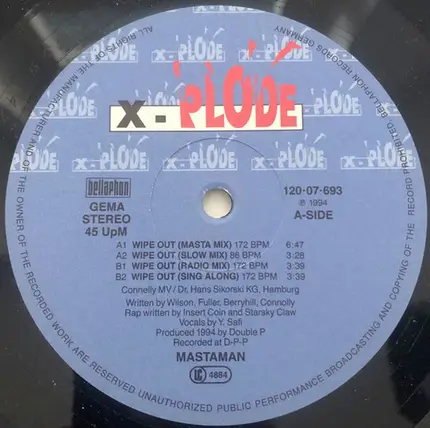 ALL RIGHTS OF THE MANUFACTURER AND OF THE OWNER OF THE RECORDED WORK ARE RESERVED UNAUTHORIZED PUBLIC PERFORMANCE BROADCASTING AND COPYING OF THE RECORD PROHIBITED BELLAPHON RECORDS GERMANY
X-PLODE
bellaphon
GEMA
STEREO
45 UpM
120·07·693
℗ 1994
A-SIDE
A1 WIPE OUT (MASTA MIX) 172 BPM 6:47
A2 WIPE OUT (SLOW MIX) 86 BPM 3:28
B1 WIPE OUT (RADIO MIX) 172 BPM 3:39
B2 WIPE OUT (SING ALONG) 172 BPM 3:39
Connelly MV / Dr. Hans Sikorski KG, Hamburg
Written by Wilson, Fuller, Berryhill, Connolly
Rap written by Insert Coin and Starsky Claw
Vocals by Y. Safi
Produced 1994 by Double P
Recorded at D-P-P
MASTAMAN
LC 4884